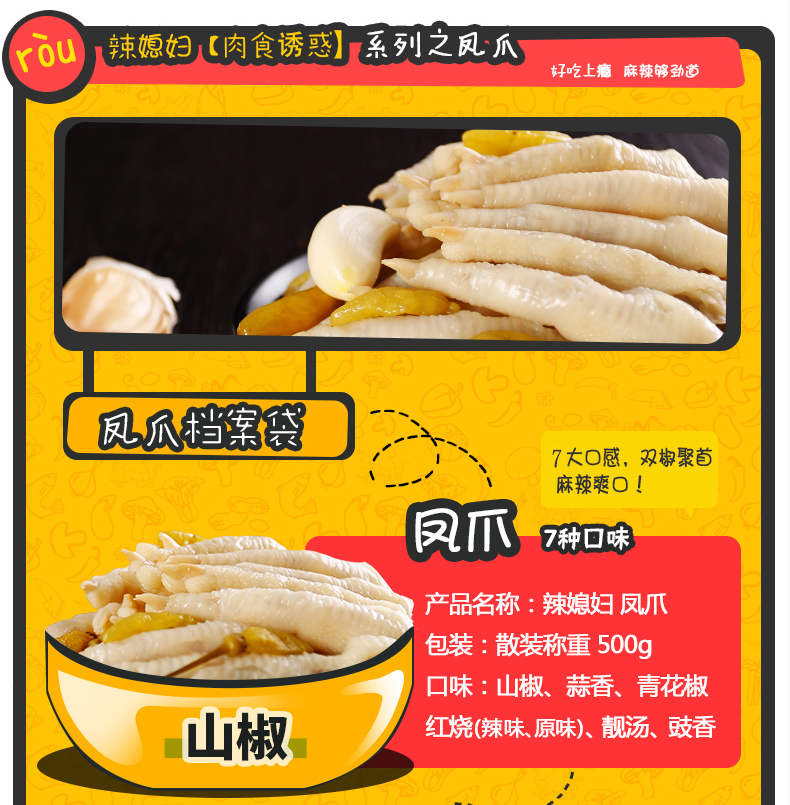 ròu
辣媳妇【肉食诱惑】系列之凤爪
好吃上瘾 麻辣够劲道
凤爪档案袋
7大口感,双椒聚首
麻辣爽口!
凤爪 7种口味
产品名称:辣媳妇 凤爪
包装:散装称重 500g
口味:山椒、蒜香、青花椒
红烧(辣味、原味)、靓汤、豉香
山椒